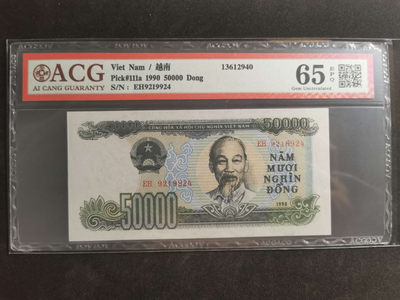 ACG
AI CANG GUARANTY
Viet Nam / 越南
Pick#111a 1990 50000 Dong
S/N : EH9219924
13612940
65 EPQ
Gem Uncirculated
50000
CỘNG HÒA XÃ HỘI CHỦ NGHĨA VIỆT NAM
50000
EH 9219924
NĂM
MƯƠI
NGHÌN
ĐỒNG
EH 9219924
50000
1990